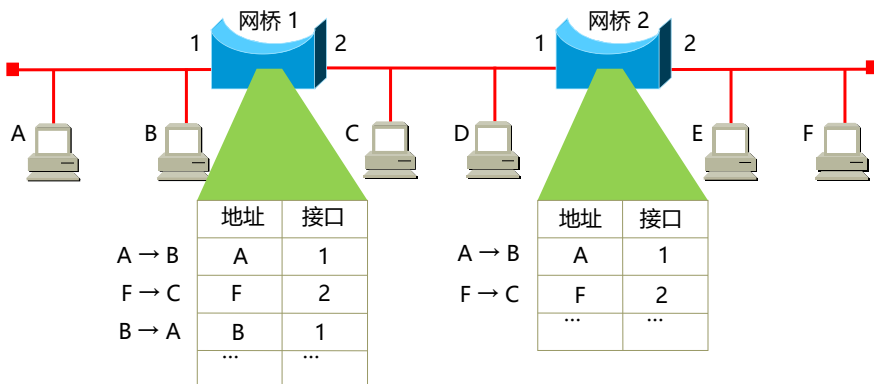 网桥 1
网桥 2
1 2 1 2
A B C D E F
地址 接口
A → B A 1
F → C F 2
B → A B 1
... ...
地址 接口
A → B A 1
F → C F 2
... ...